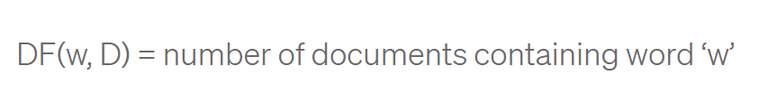 DF(w, D) = number of documents containing word ‘w’